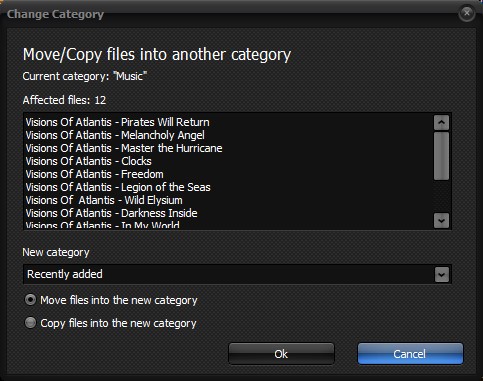 Change Category
Move/Copy files into another category
Current category: "Music"
Affected files: 12
Visions Of Atlantis - Pirates Will Return
Visions Of Atlantis - Melancholy Angel
Visions Of Atlantis - Master the Hurricane
Visions Of Atlantis - Clocks
Visions Of Atlantis - Freedom
Visions Of Atlantis - Legion of the Seas
Visions Of  Atlantis - Wild Elysium
Visions Of Atlantis - Darkness Inside
Visions Of Atlantis - In My World
New category
Recently added
Move files into the new category
Copy files into the new category
Ok
Cancel